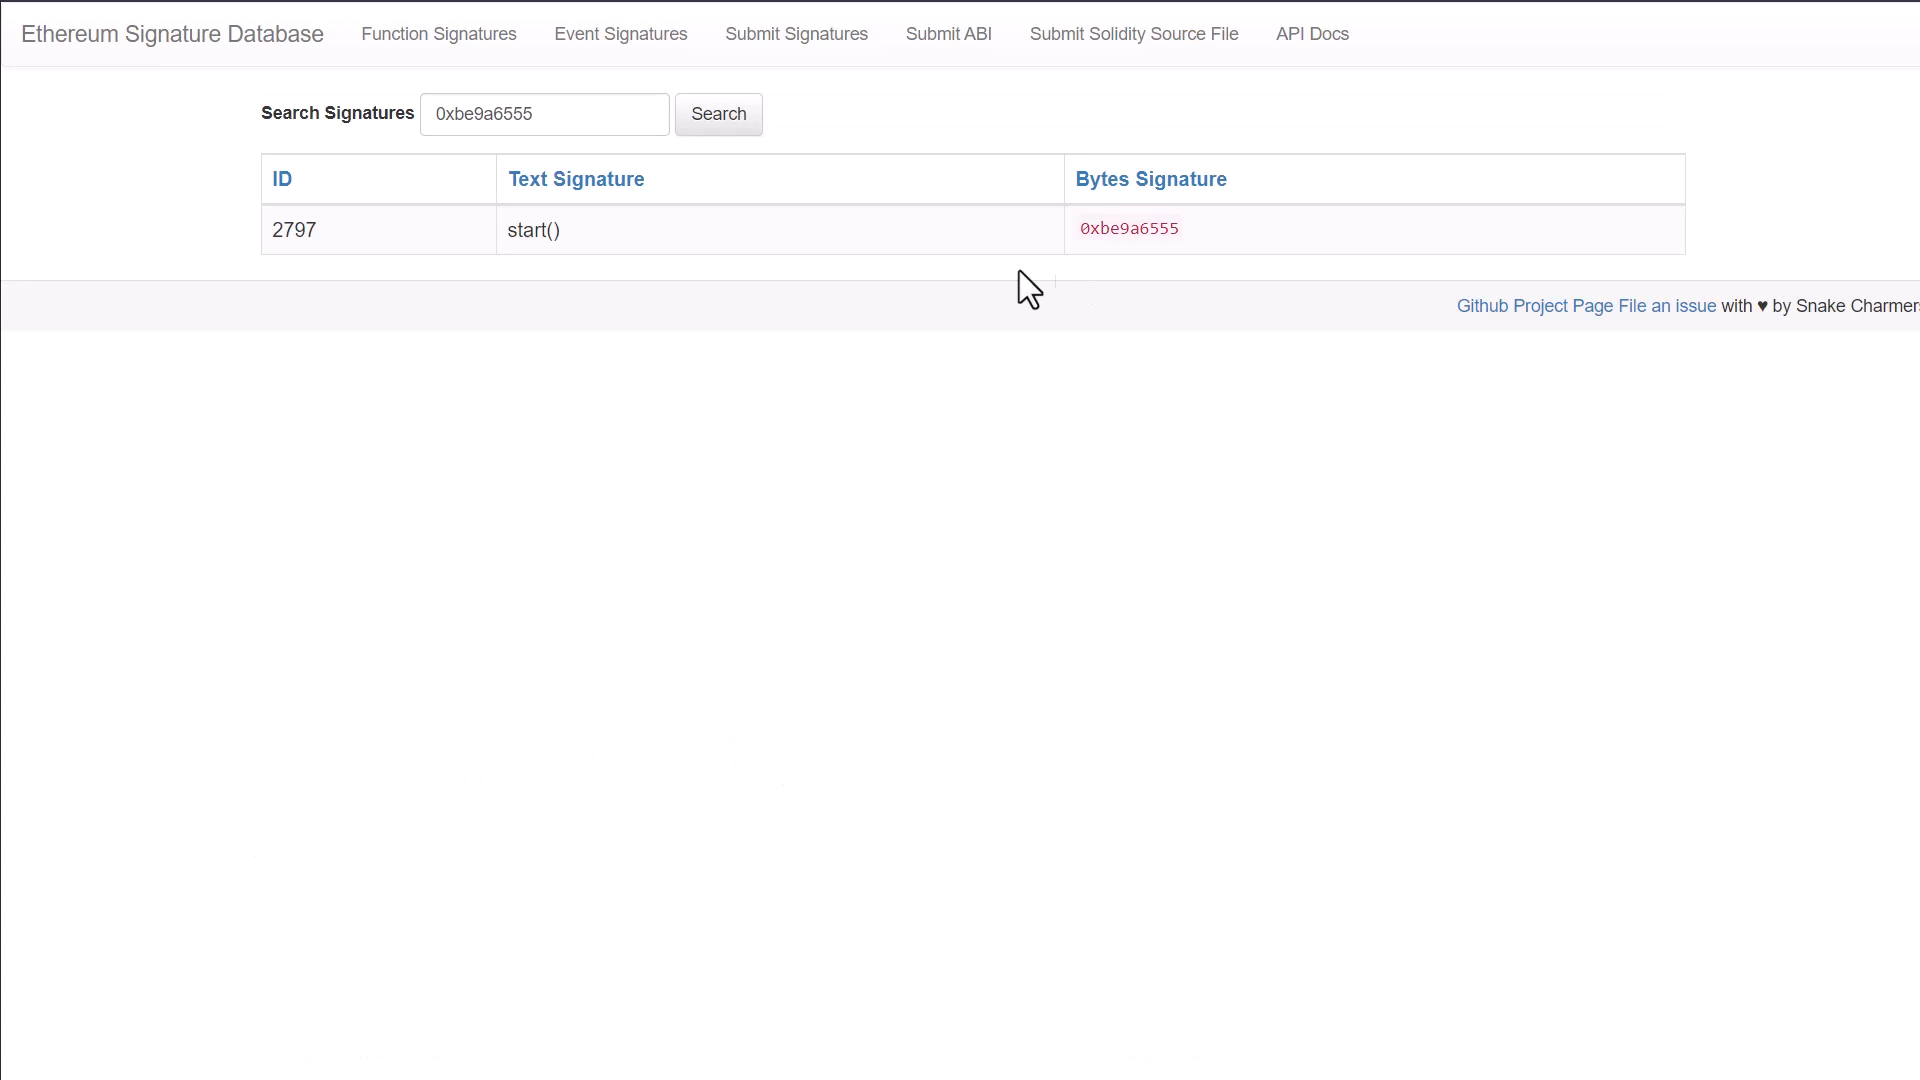 Ethereum Signature Database Function Signatures Event Signatures Submit Signatures Submit ABI Submit Solidity Source File API Docs
Search Signatures 0xbe9a6555 Search
ID Text Signature Bytes Signature
2797 start() 0xbe9a6555
Github Project Page File an issue with ♥ by Snake Charmers